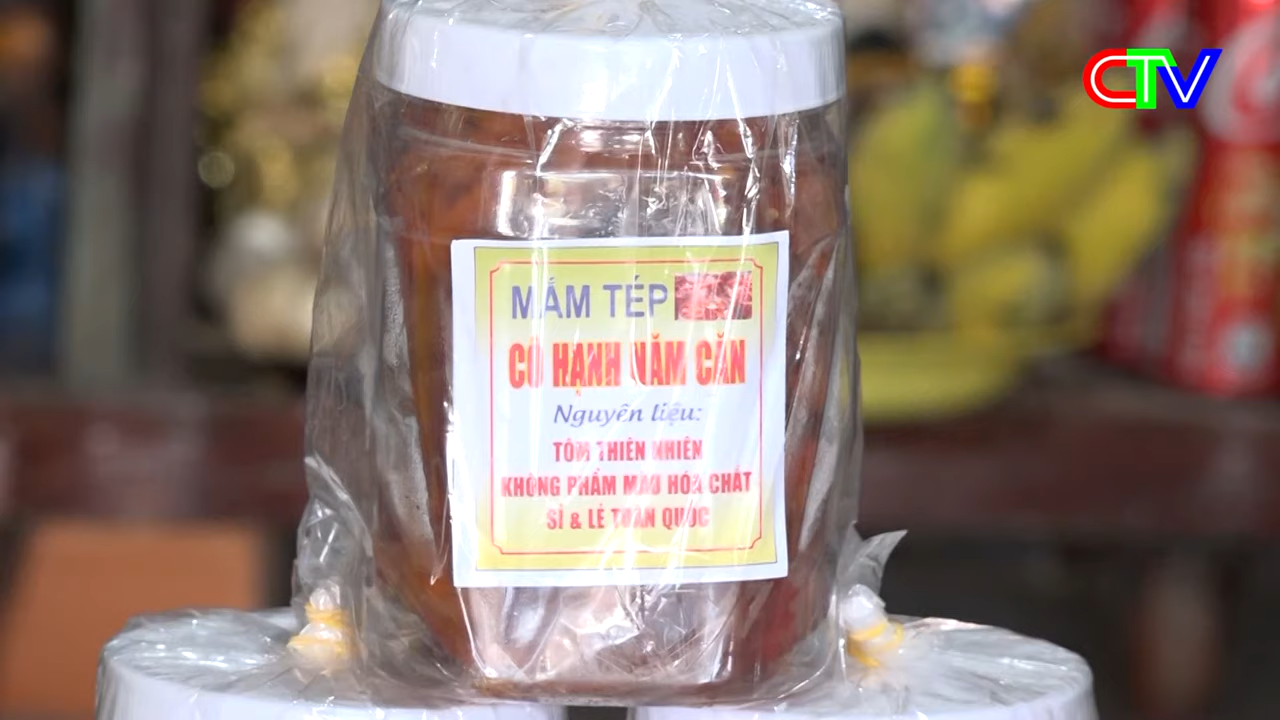 CTV
MẮM TÉP
CÔ HẠNH NĂM CĂN
Nguyên liệu:
TÔM THIÊN NHIÊN
KHÔNG PHẨM MÀU HÓA CHẤT
SỈ & LẺ TOÀN QUỐC